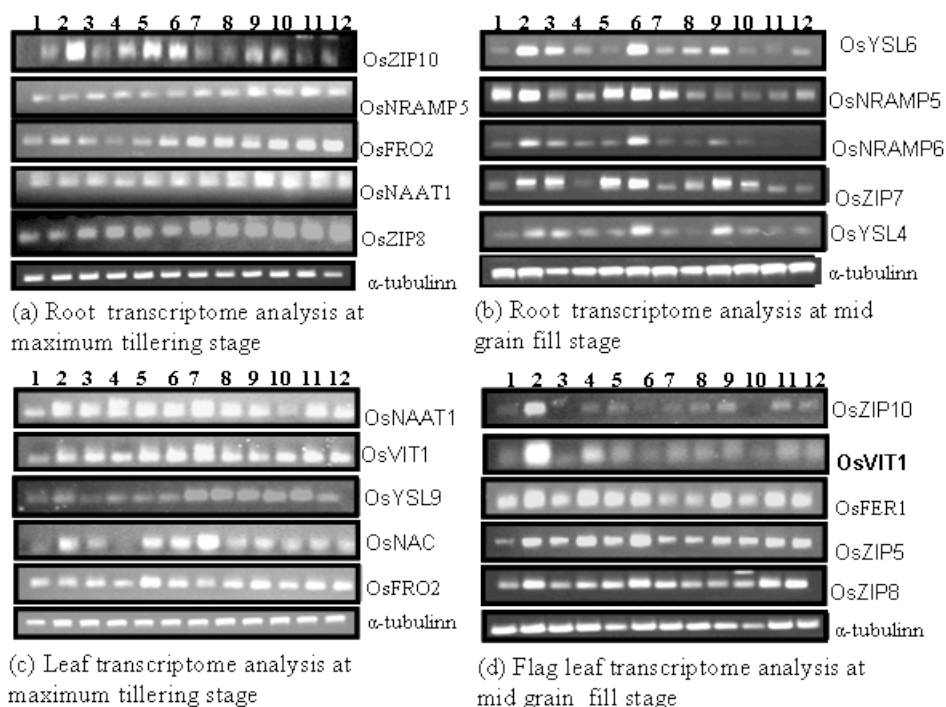 1 2 3 4 5 6 7 8 9 10 11 12
OsZIP10
OsNRAMP5
OsFRO2
OsNAAT1
OsZIP8
α-tubulinn
(a) Root transcriptome analysis at
maximum tillering stage
1 2 3 4 5 6 7 8 9 10 11 12
OsYSL6
OsNRAMP5
OsNRAMP6
OsZIP7
OsYSL4
α-tubulinn
(b) Root transcriptome analysis at mid
grain fill stage
1 2 3 4 5 6 7 8 9 10 11 12
OsNAAT1
OsVIT1
OsYSL9
OsNAC
OsFRO2
α-tubulinn
(c) Leaf transcriptome analysis at
maximum tillering stage
1 2 3 4 5 6 7 8 9 10 11 12
OsZIP10
OsVIT1
OsFER1
OsZIP5
OsZIP8
α-tubulinn
(d) Flag leaf transcriptome analysis at
mid grain fill stage